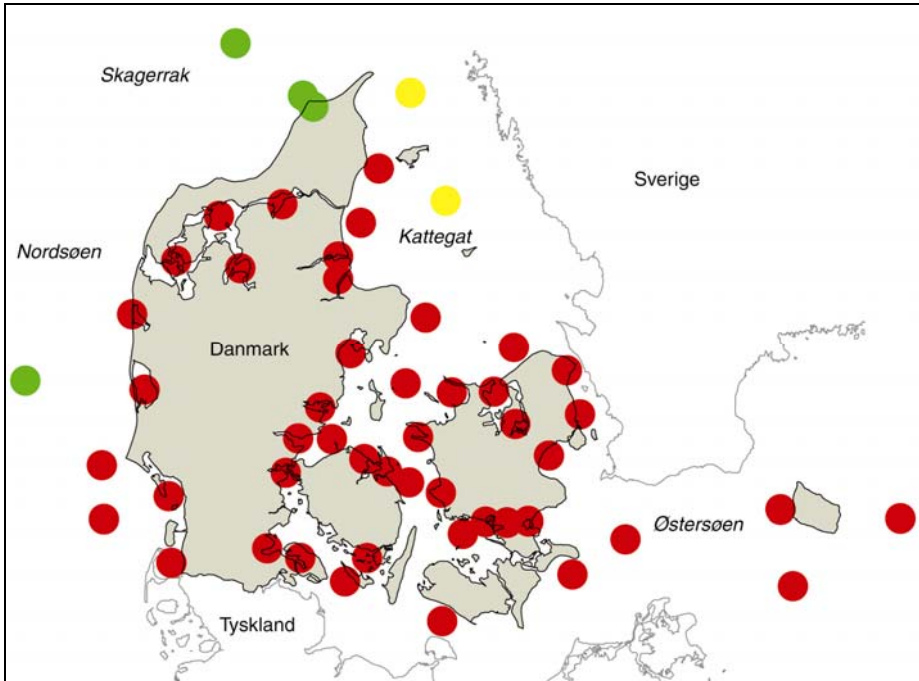 Skagerrak
Sverige
Kattegat
Nordsøen
Danmark
Østersøen
Tyskland